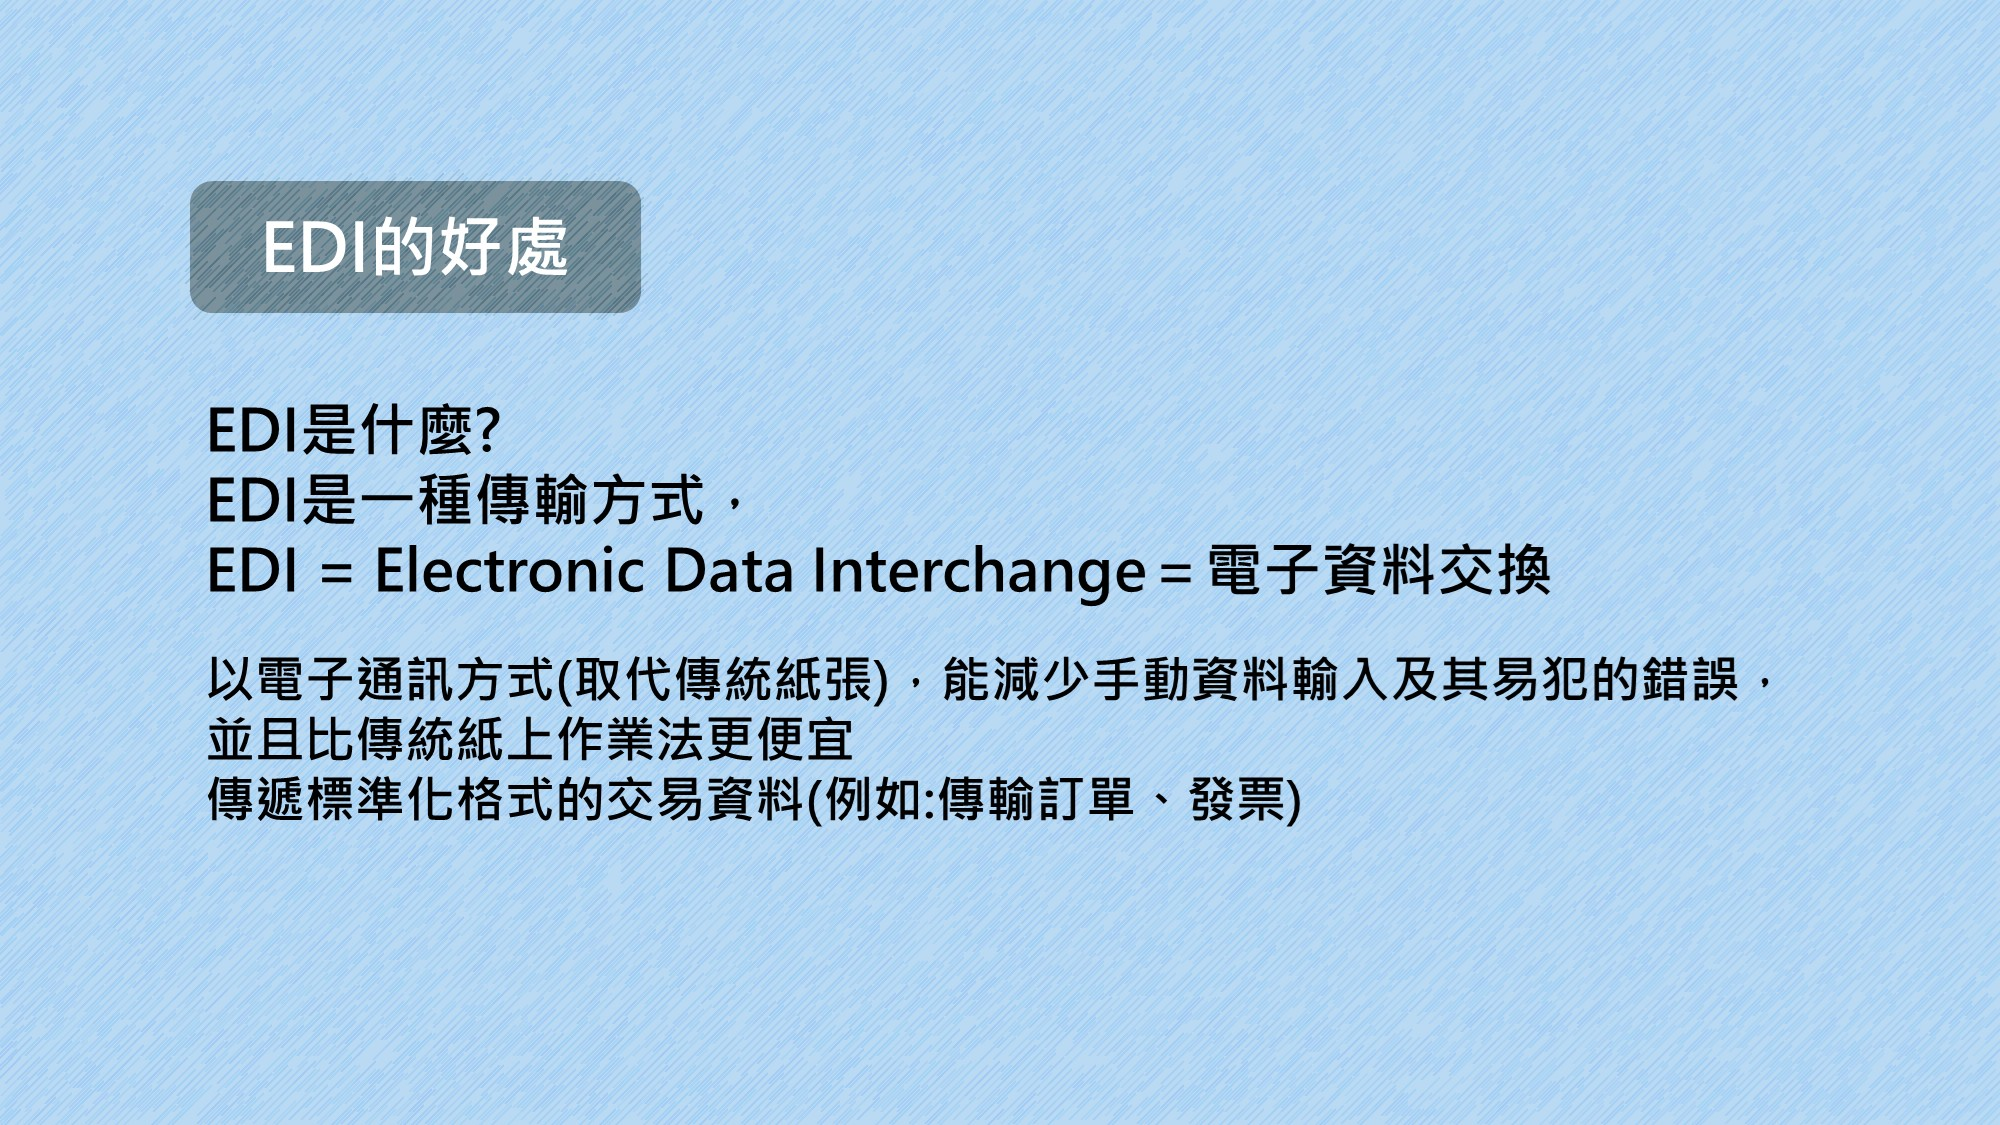 EDI的好處
EDI是什麼?
EDI是一種傳輸方式，
EDI = Electronic Data Interchange＝電子資料交換
以電子通訊方式(取代傳統紙張)，能減少手動資料輸入及其易犯的錯誤，
並且比傳統紙上作業法更便宜
傳遞標準化格式的交易資料(例如:傳輸訂單、發票)